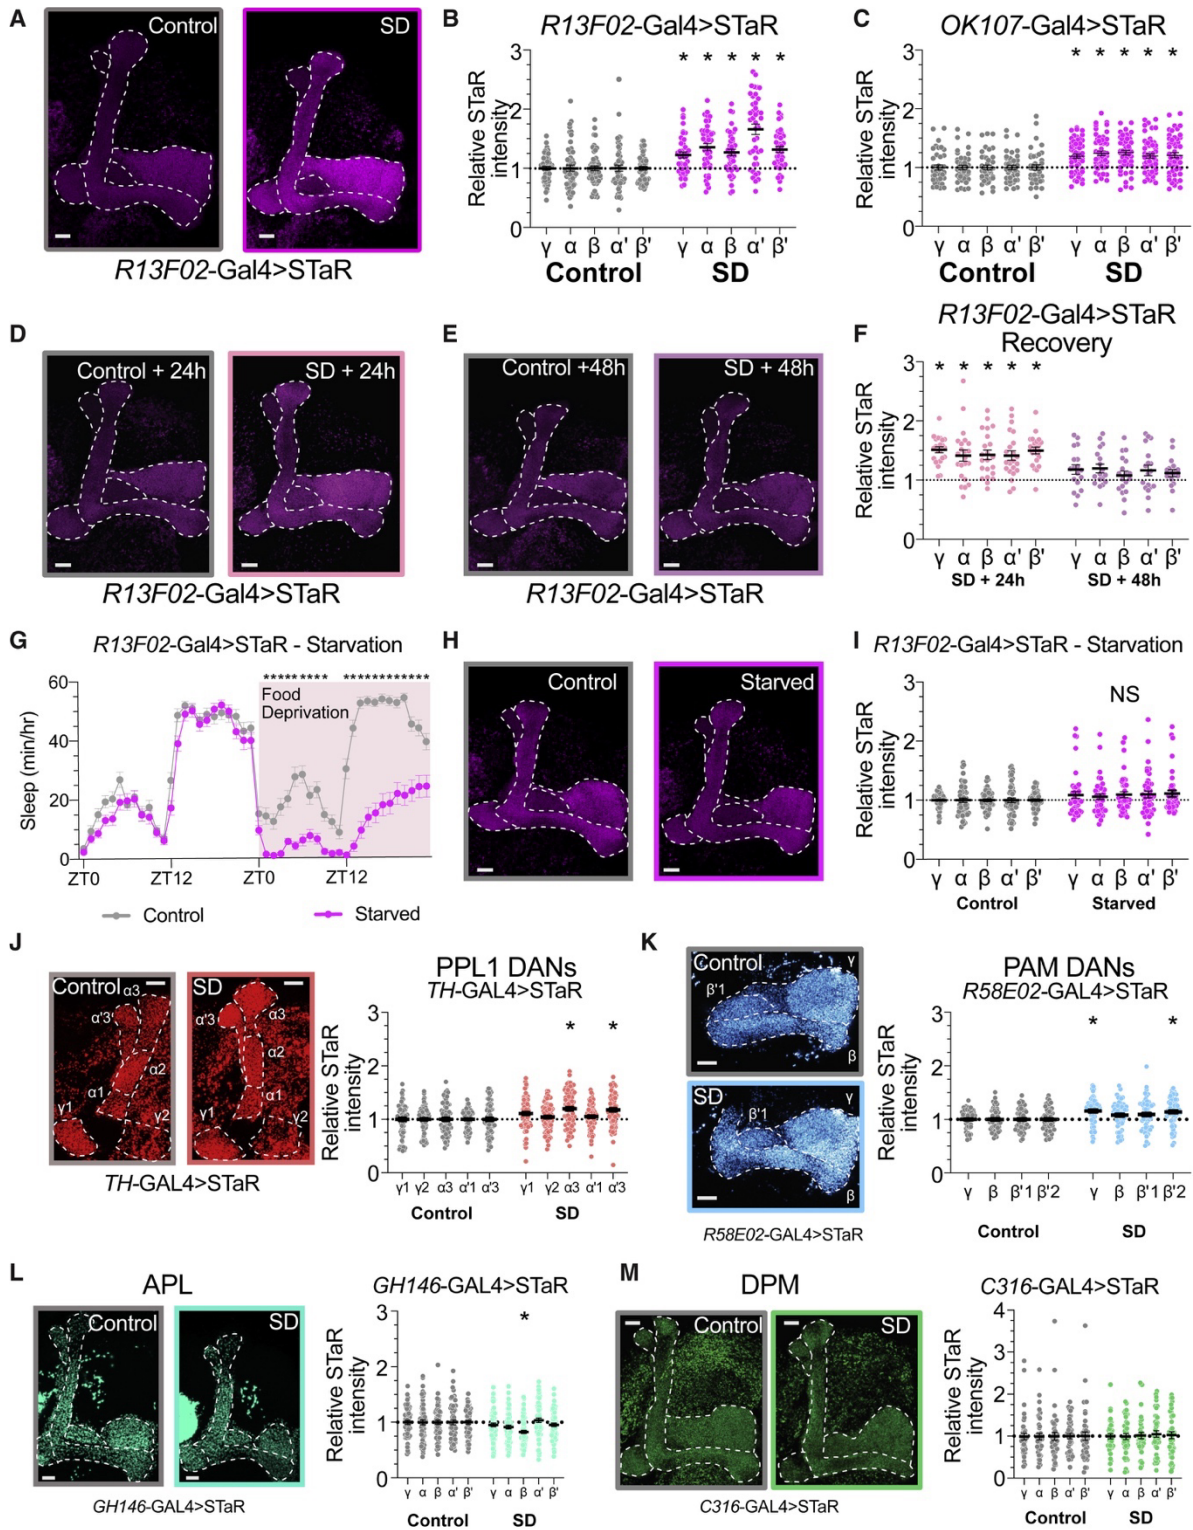 A
Control
SD
R13F02-Gal4>STaR
B
R13F02-Gal4>STaR
Relative STaR
intensity
3
2
1
0
* * * * *
γ α β α' β' γ α β α' β'
Control SD
C
OK107-Gal4>STaR
Relative STaR
intensity
3
2
1
0
* * * * *
γ α β α' β' γ α β α' β'
Control SD
D
Control + 24h
SD + 24h
R13F02-Gal4>STaR
E
Control +48h
SD + 48h
R13F02-Gal4>STaR
F
R13F02-Gal4>STaR
Recovery
Relative STaR
intensity
3
2
1
0
* * * * *
γ α β α' β' γ α β α' β'
SD + 24h SD + 48h
G
R13F02-Gal4>STaR - Starvation
Sleep (min/hr)
60
40
20
0
Food
Deprivation
ZT0 ZT12 ZT0 ZT12
Control Starved
H
Control
Starved
R13F02-Gal4>STaR
I
R13F02-Gal4>STaR - Starvation
Relative STaR
intensity
3
2
1
0
NS
γ α β α' β' γ α β α' β'
Control Starved
J
Control
α3
α'3
α2
α1
γ1
γ2
SD
α'3
α3
α2
α1
γ1
γ2
TH-GAL4>STaR
PPL1 DANs
TH-GAL4>STaR
Relative STaR
intensity
3
2
1
0
* *
γ1 γ2 α3 α'1 α'3 γ1 γ2 α3 α'1 α'3
Control SD
K
Control
γ
β'1
β
SD
γ
β'1
β
R58E02-GAL4>STaR
PAM DANs
R58E02-GAL4>STaR
Relative STaR
intensity
3
2
1
0
* *
γ β β'1 β'2 γ β β'1 β'2
Control SD
L
APL
Control
SD
GH146-GAL4>STaR
GH146-GAL4>STaR
Relative STaR
intensity
3
2
1
0
*
γ α β α' β' γ α β α' β'
Control SD
M
DPM
Control
SD
C316-GAL4>STaR
C316-GAL4>STaR
Relative STaR
intensity
4
3
2
1
0
γ α β α' β' γ α β α' β'
Control SD